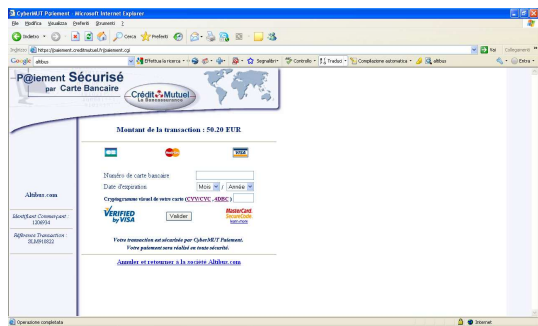 CyberMUT Paiement - Microsoft Internet Explorer
File Modifica Visualizza Preferiti Strumenti ?
Indietro Cerca Preferiti
Indirizzo https://paiement.creditmutuel.fr/paiement.cgi Vai Collegamenti
Google altibus Effettua la ricerca Segnalibri Controllo Traduci Compilazione automatica altibus Extra
P@iement Sécurisé
par Carte Bancaire
Crédit Mutuel
La Bancassurance
Montant de la transaction : 50.20 EUR
VISA
Numéro de carte bancaire
Date d'expiration Mois / Année
Cryptogramme visuel de votre carte (CVV/CVC , 4DBC )
Altibus.com
Identifiant Commerçant :
1206934
VERIFIED by VISA
Valider
MasterCard
SecureCode
learn more
Référence Transaction :
Votre transaction est sécurisée par CyberMUT Paiement.
Votre paiement sera réalisé en toute sécurité.
Annuler et retourner à la société Altibus.com
Operazione completata Internet